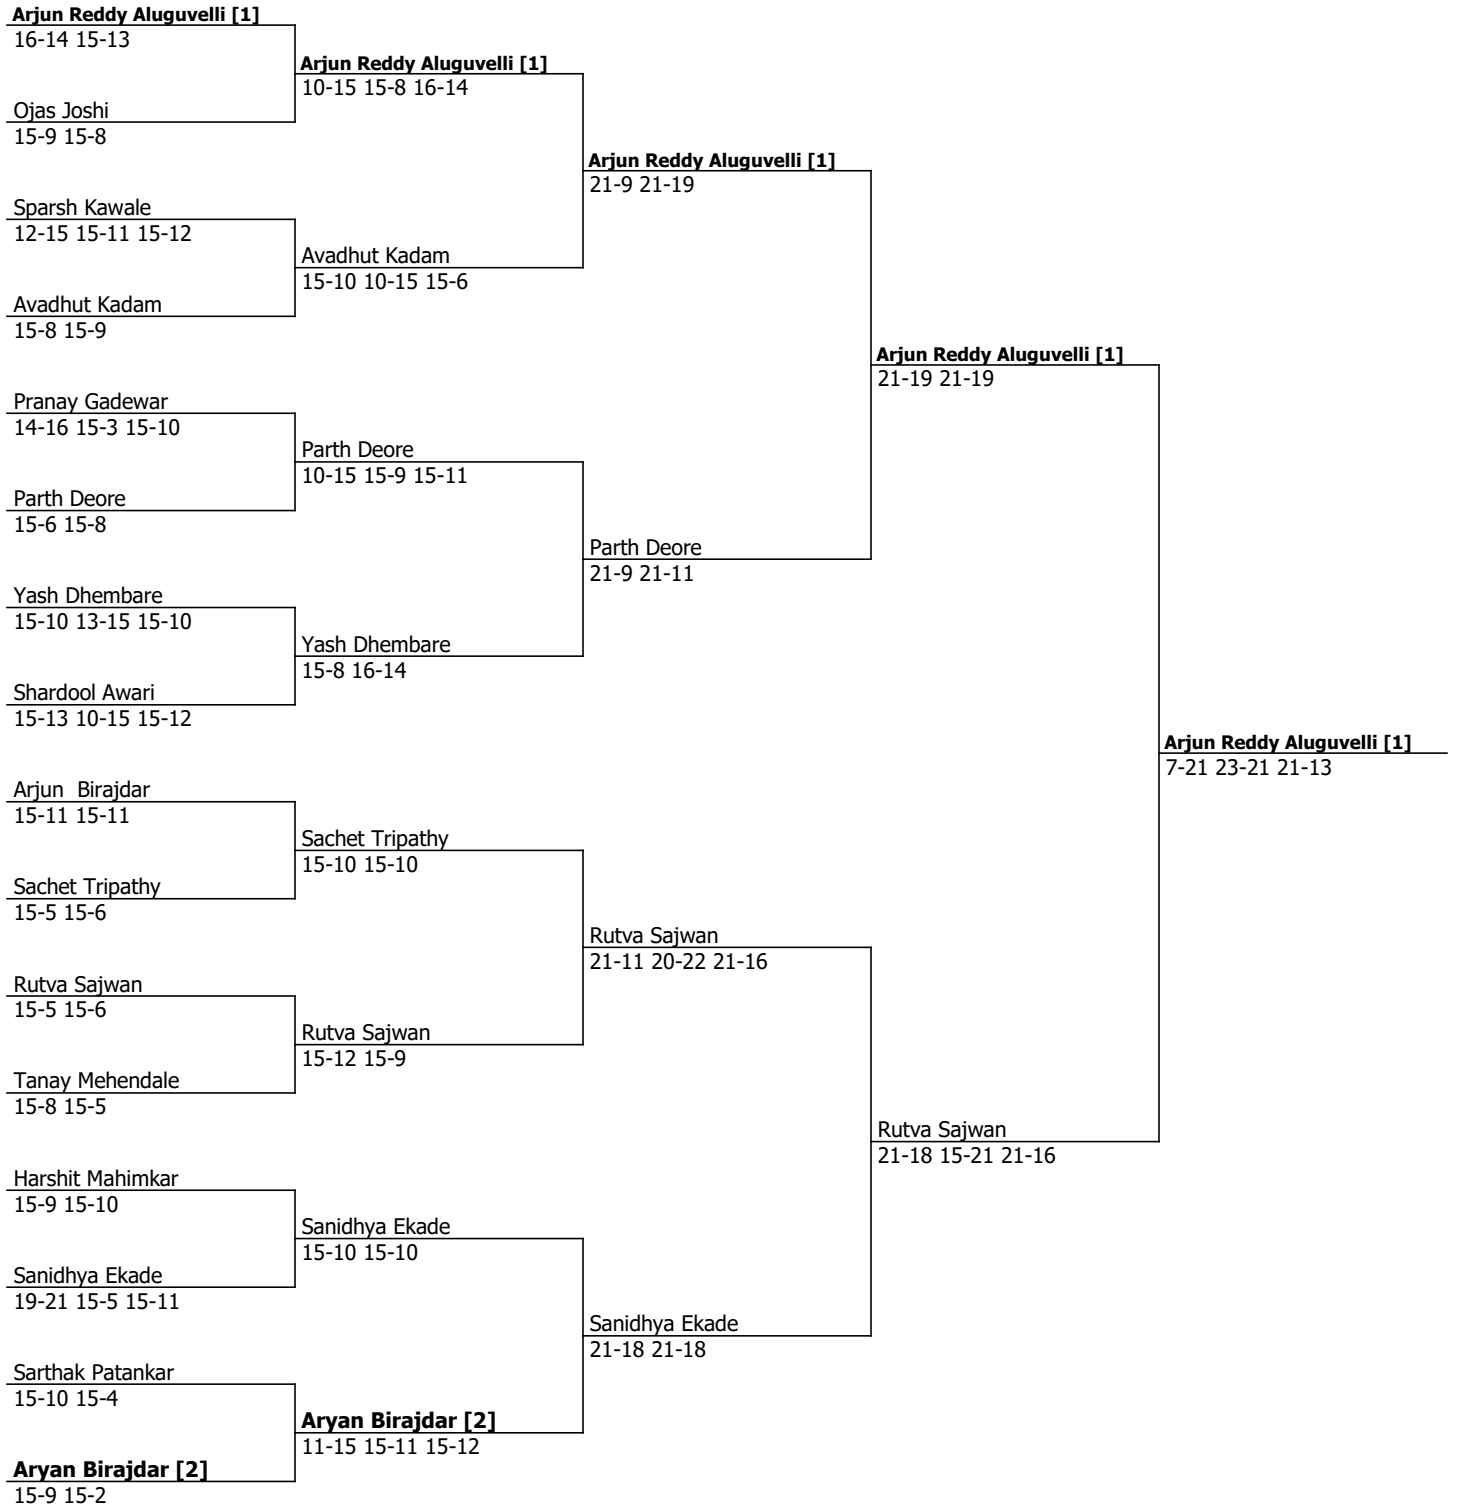 Arjun Reddy Aluguvelli [1]
16-14 15-13
Arjun Reddy Aluguvelli [1]
10-15 15-8 16-14
Ojas Joshi
15-9 15-8
Arjun Reddy Aluguvelli [1]
21-9 21-19
Sparsh Kawale
12-15 15-11 15-12
Avadhut Kadam
15-10 10-15 15-6
Avadhut Kadam
15-8 15-9
Arjun Reddy Aluguvelli [1]
21-19 21-19
Pranay Gadewar
14-16 15-3 15-10
Parth Deore
10-15 15-9 15-11
Parth Deore
15-6 15-8
Parth Deore
21-9 21-11
Yash Dhembare
15-10 13-15 15-10
Yash Dhembare
15-8 16-14
Shardool Awari
15-13 10-15 15-12
Arjun Reddy Aluguvelli [1]
7-21 23-21 21-13
Arjun  Birajdar
15-11 15-11
Sachet Tripathy
15-10 15-10
Sachet Tripathy
15-5 15-6
Rutva Sajwan
21-11 20-22 21-16
Rutva Sajwan
15-5 15-6
Rutva Sajwan
15-12 15-9
Tanay Mehendale
15-8 15-5
Rutva Sajwan
21-18 15-21 21-16
Harshit Mahimkar
15-9 15-10
Sanidhya Ekade
15-10 15-10
Sanidhya Ekade
19-21 15-5 15-11
Sanidhya Ekade
21-18 21-18
Sarthak Patankar
15-10 15-4
Aryan Birajdar [2]
11-15 15-11 15-12
Aryan Birajdar [2]
15-9 15-2